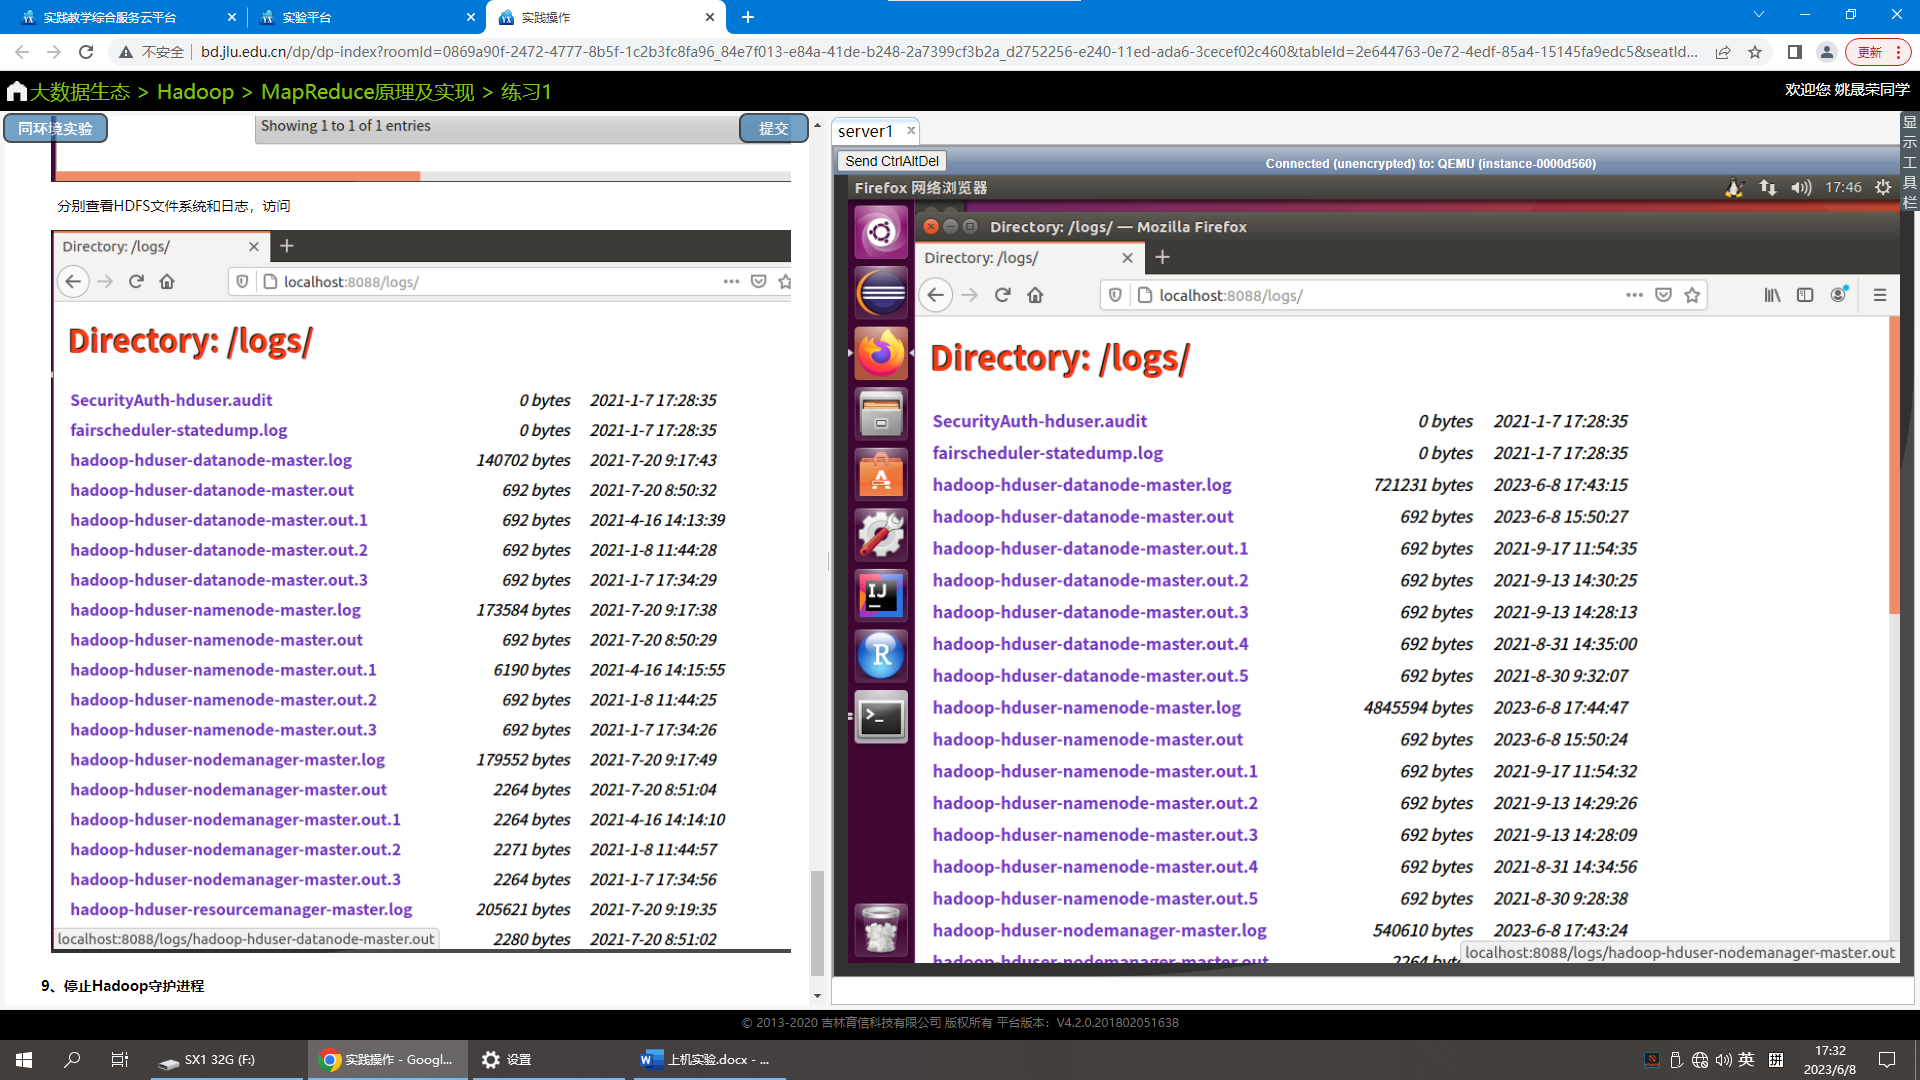 实践教学综合服务云平台
实验平台
实践操作
不安全
bd.jlu.edu.cn/dp/dp-index?roomId=0869a90f-2472-4777-8b5f-1c2b3fc8fa96_84e7f013-e84a-41de-b248-2a7399cf3b2a_d2752256-e240-11ed-ada6-3cecef02c460&tableId=2e644763-0e72-4edf-85a4-15145fa9edc5&seatId...
更新
大数据生态 > Hadoop > MapReduce原理及实现 > 练习1
欢迎您 姚晟荣同学
同环境实验
Showing 1 to 1 of 1 entries
提交
分别查看HDFS文件系统和日志，访问
Directory: /logs/
localhost:8088/logs/
Directory: /logs/
SecurityAuth-hduser.audit 0 bytes 2021-1-7 17:28:35
fairscheduler-statedump.log 0 bytes 2021-1-7 17:28:35
hadoop-hduser-datanode-master.log 140702 bytes 2021-7-20 9:17:43
hadoop-hduser-datanode-master.out 692 bytes 2021-7-20 8:50:32
hadoop-hduser-datanode-master.out.1 692 bytes 2021-4-16 14:13:39
hadoop-hduser-datanode-master.out.2 692 bytes 2021-1-8 11:44:28
hadoop-hduser-datanode-master.out.3 692 bytes 2021-1-7 17:34:29
hadoop-hduser-namenode-master.log 173584 bytes 2021-7-20 9:17:38
hadoop-hduser-namenode-master.out 692 bytes 2021-7-20 8:50:29
hadoop-hduser-namenode-master.out.1 6190 bytes 2021-4-16 14:15:55
hadoop-hduser-namenode-master.out.2 692 bytes 2021-1-8 11:44:25
hadoop-hduser-namenode-master.out.3 692 bytes 2021-1-7 17:34:26
hadoop-hduser-nodemanager-master.log 179552 bytes 2021-7-20 9:17:49
hadoop-hduser-nodemanager-master.out 2264 bytes 2021-7-20 8:51:04
hadoop-hduser-nodemanager-master.out.1 2264 bytes 2021-4-16 14:14:10
hadoop-hduser-nodemanager-master.out.2 2271 bytes 2021-1-8 11:44:57
hadoop-hduser-nodemanager-master.out.3 2264 bytes 2021-1-7 17:34:56
hadoop-hduser-resourcemanager-master.log 205621 bytes 2021-7-20 9:19:35
localhost:8088/logs/hadoop-hduser-datanode-master.out 2280 bytes 2021-7-20 8:51:02
9、停止Hadoop守护进程
server1
Send CtrlAltDel
Connected (unencrypted) to: QEMU (instance-0000d560)
显示工具栏
Firefox 网络浏览器
17:46
Directory: /logs/ — Mozilla Firefox
Directory: /logs/
localhost:8088/logs/
Directory: /logs/
SecurityAuth-hduser.audit 0 bytes 2021-1-7 17:28:35
fairscheduler-statedump.log 0 bytes 2021-1-7 17:28:35
hadoop-hduser-datanode-master.log 721231 bytes 2023-6-8 17:43:15
hadoop-hduser-datanode-master.out 692 bytes 2023-6-8 15:50:27
hadoop-hduser-datanode-master.out.1 692 bytes 2021-9-17 11:54:35
hadoop-hduser-datanode-master.out.2 692 bytes 2021-9-13 14:30:25
hadoop-hduser-datanode-master.out.3 692 bytes 2021-9-13 14:28:13
hadoop-hduser-datanode-master.out.4 692 bytes 2021-8-31 14:35:00
hadoop-hduser-datanode-master.out.5 692 bytes 2021-8-30 9:32:07
hadoop-hduser-namenode-master.log 4845594 bytes 2023-6-8 17:44:47
hadoop-hduser-namenode-master.out 692 bytes 2023-6-8 15:50:24
hadoop-hduser-namenode-master.out.1 692 bytes 2021-9-17 11:54:32
hadoop-hduser-namenode-master.out.2 692 bytes 2021-9-13 14:29:26
hadoop-hduser-namenode-master.out.3 692 bytes 2021-9-13 14:28:09
hadoop-hduser-namenode-master.out.4 692 bytes 2021-8-31 14:34:56
hadoop-hduser-namenode-master.out.5 692 bytes 2021-8-30 9:28:38
hadoop-hduser-nodemanager-master.log 540610 bytes 2023-6-8 17:43:24
hadoop-hduser-nodemanager-master.out 2264 bytes
localhost:8088/logs/hadoop-hduser-nodemanager-master.out
© 2013-2020 吉林育信科技有限公司 版权所有 平台版本：V4.2.0.201802051638
SX1 32G (F:)
实践操作 - Googl...
设置
上机实验.docx - ...
英
拼
17:32
2023/6/8